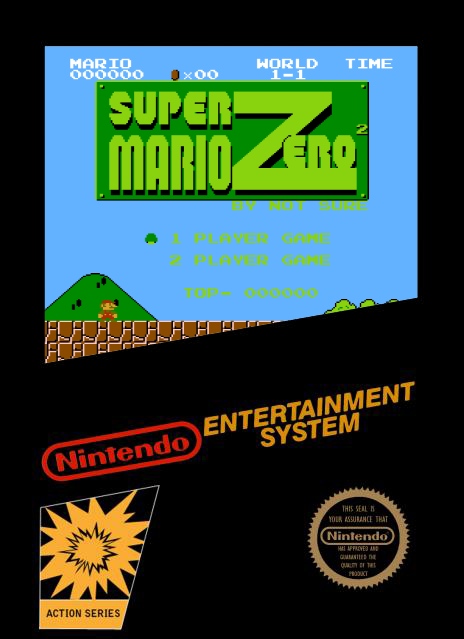 MARIO WORLD TIME
000000 ×00 1-1
SUPER
MARIO
ZERO
2
BY NOT SURE
1 PLAYER GAME
2 PLAYER GAME
TOP- 000000
ENTERTAINMENT
SYSTEM
Nintendo
ACTION SERIES
THIS SEAL IS
YOUR ASSURANCE THAT
Nintendo
HAS APPROVED AND
GUARANTEED THE
QUALITY OF THIS
PRODUCT